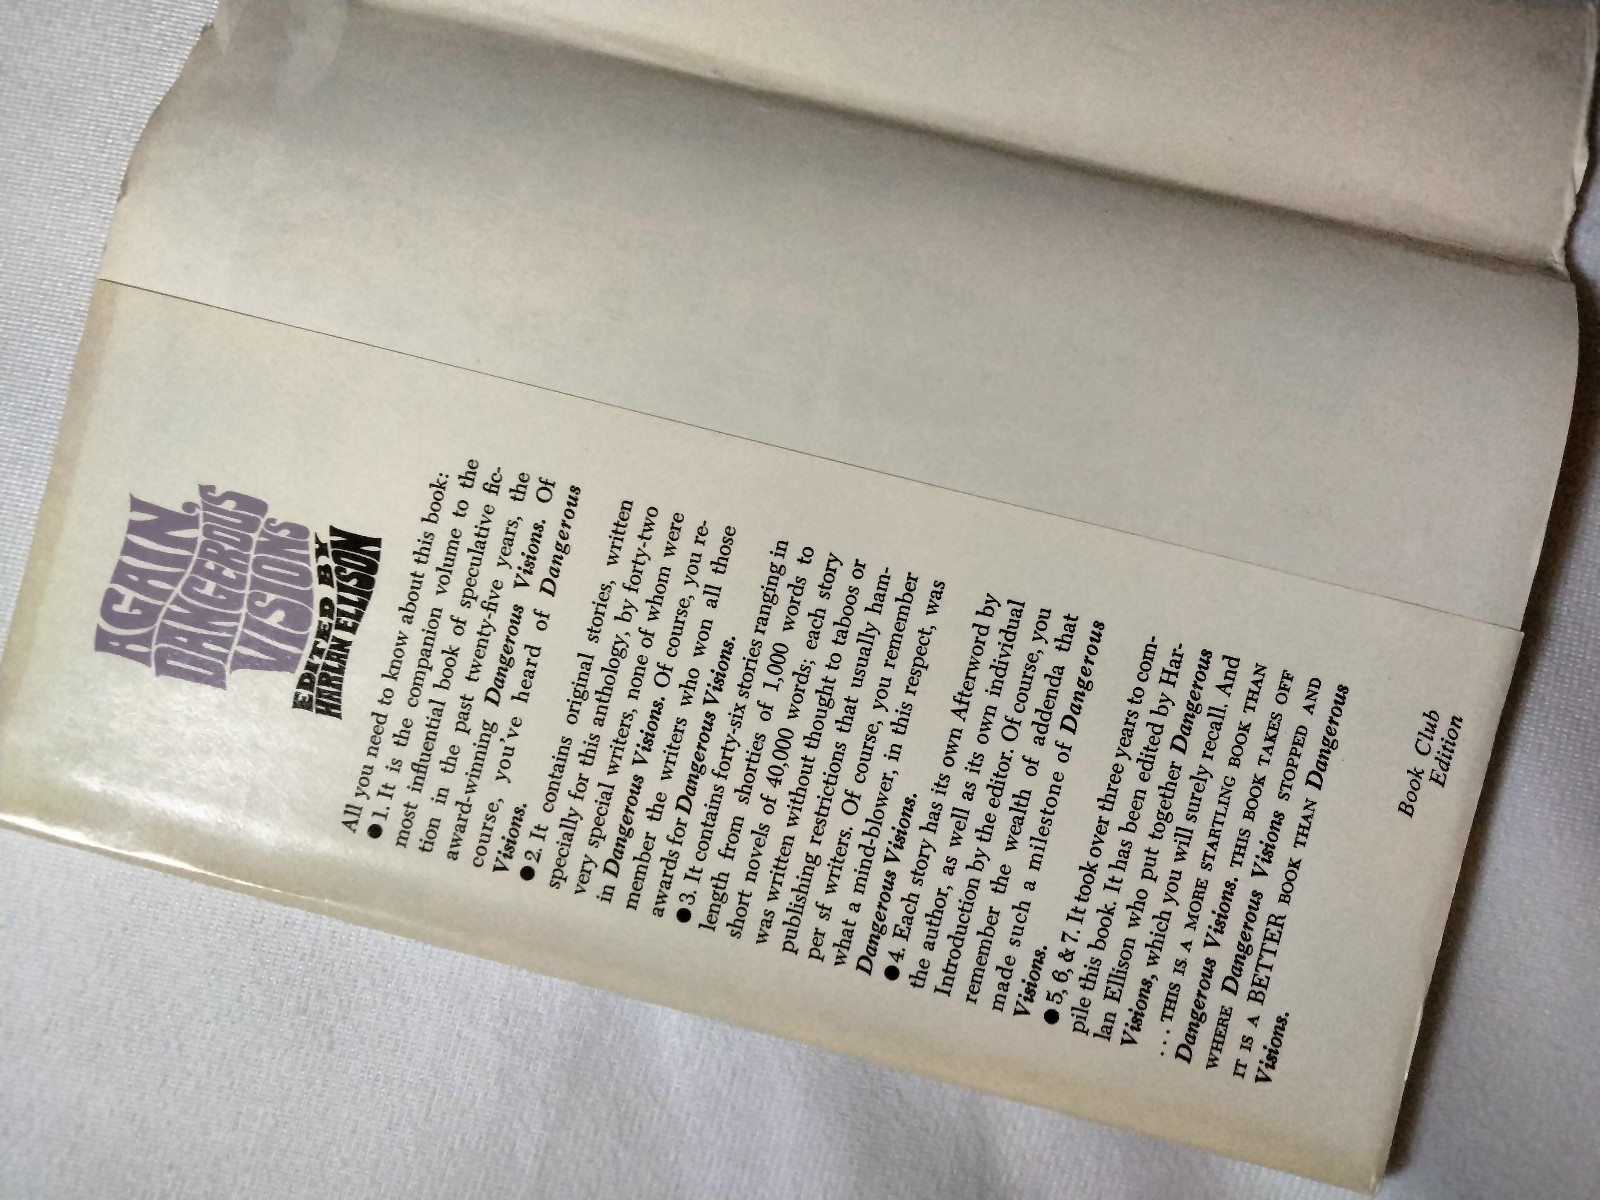 AGAIN,
DANGEROUS
VISIONS
EDITED BY
HARLAN ELLISON
All you need to know about this book:
● 1. It is the companion volume to the
most influential book of speculative fic-
tion in the past twenty-five years, the
award-winning Dangerous Visions. Of
course, you've heard of Dangerous
Visions.
● 2. It contains original stories, written
specially for this anthology, by forty-two
very special writers, none of whom were
in Dangerous Visions. Of course, you re-
member the writers who won all those
awards for Dangerous Visions.
● 3. It contains forty-six stories ranging in
length from shorties of 1,000 words to
short novels of 40,000 words; each story
was written without thought to taboos or
publishing restrictions that usually ham-
per sf writers. Of course, you remember
what a mind-blower, in this respect, was
Dangerous Visions.
● 4. Each story has its own Afterword by
the author, as well as its own individual
Introduction by the editor. Of course, you
remember the wealth of addenda that
made such a milestone of Dangerous
Visions.
● 5, 6, & 7. It took over three years to com-
pile this book. It has been edited by Har-
lan Ellison who put together Dangerous
Visions, which you will surely recall. And
. . . THIS IS A MORE STARTLING BOOK THAN
Dangerous Visions. THIS BOOK TAKES OFF
WHERE Dangerous Visions STOPPED AND
IT IS A BETTER BOOK THAN Dangerous
Visions.
Book Club
Edition